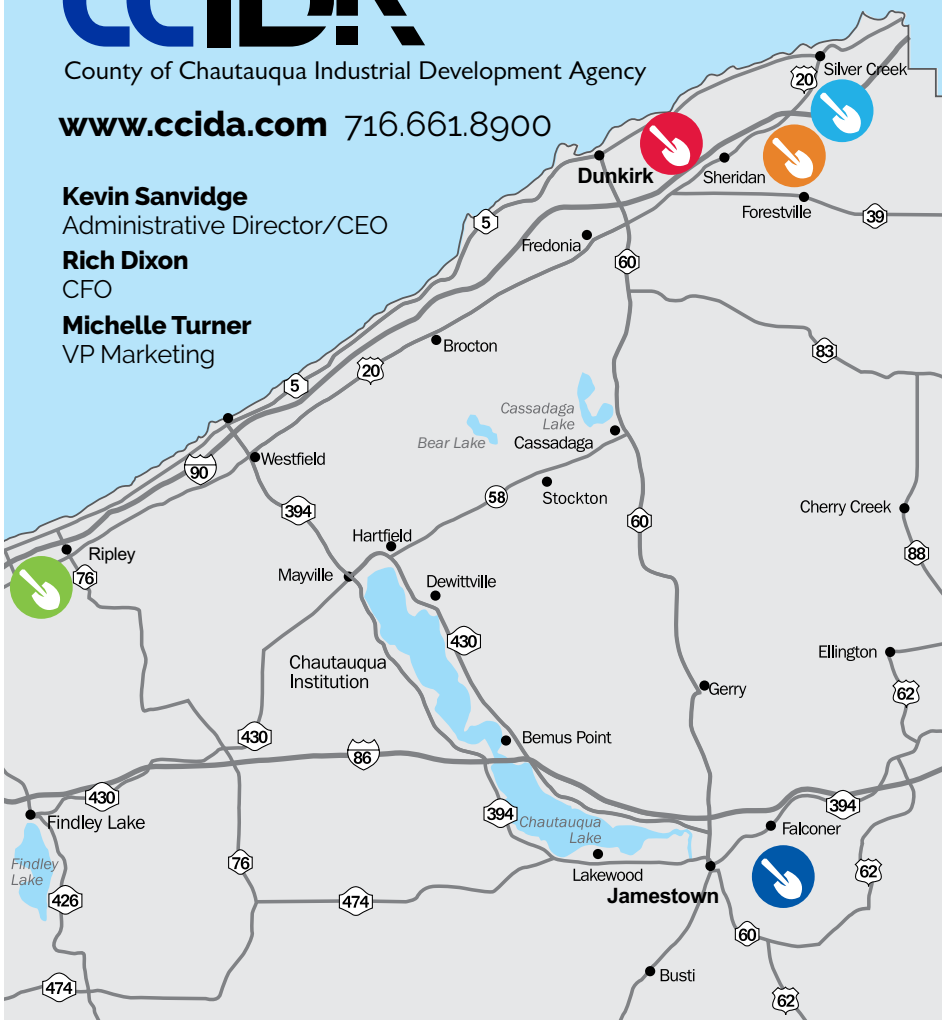 CCIDA
County of Chautauqua Industrial Development Agency
www.ccida.com 716.661.8900
Kevin Sanvidge
Administrative Director/CEO
Rich Dixon
CFO
Michelle Turner
VP Marketing
Silver Creek
20
Dunkirk
Sheridan
Forestville
39
5
Fredonia
60
Brocton
83
20
5
Cassadaga
Lake
Bear Lake
Cassadaga
Westfield
90
58
Stockton
394
60
Cherry Creek
Hartfield
Ripley
88
76
Mayville
Dewittville
430
Ellington
Chautauqua
Institution
Gerry
62
430
Bemus Point
86
430
394
394
Findley Lake
Chautauqua
Lake
Falconer
Findley
Lake
76
Lakewood
62
Jamestown
426
474
60
Busti
474
62